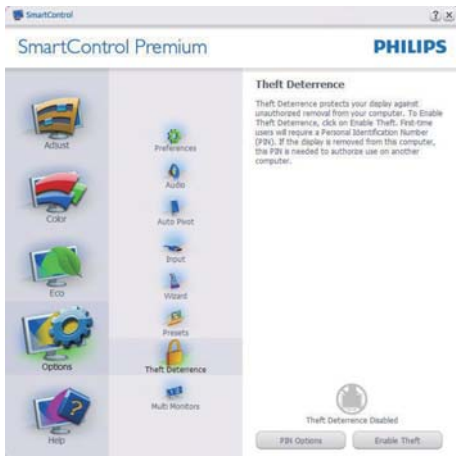 SmartControl
SmartControl Premium
PHILIPS
Adjust
Color
Eco
Options
Help
Preferences
Audio
Auto Pivot
Input
Wizard
Presets
Theft Deterrence
Multi Monitors
Theft Deterrence
Theft Deterrence protects your display against
unauthorized removal from your computer. To Enable
Theft Deterrence, click on Enable Theft. First-time
users will require a Personal Identification Number
(PIN). If the display is removed from this computer,
this PIN is needed to authorize use on another
computer.
Theft Deterrence Disabled
PIN Options
Enable Theft